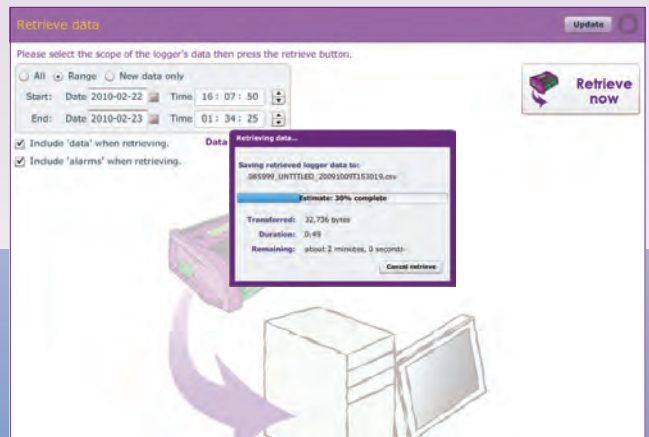 Retrieve data
Update
Please select the scope of the logger's data then press the retrieve button.
All Range New data only
Start: Date 2010-02-22 Time 16: 07: 50
End: Date 2010-02-23 Time 01: 34: 25
Retrieve
now
Include 'data' when retrieving. Data
Include 'alarms' when retrieving.
Retrieving data...
Saving retrieved logger data to:
085999_UNTITLED_20091009T153019.csv
Estimate: 30% complete
Transferred: 32,736 bytes
Duration: 0:49
Remaining: about 2 minutes, 0 seconds
Cancel retrieve